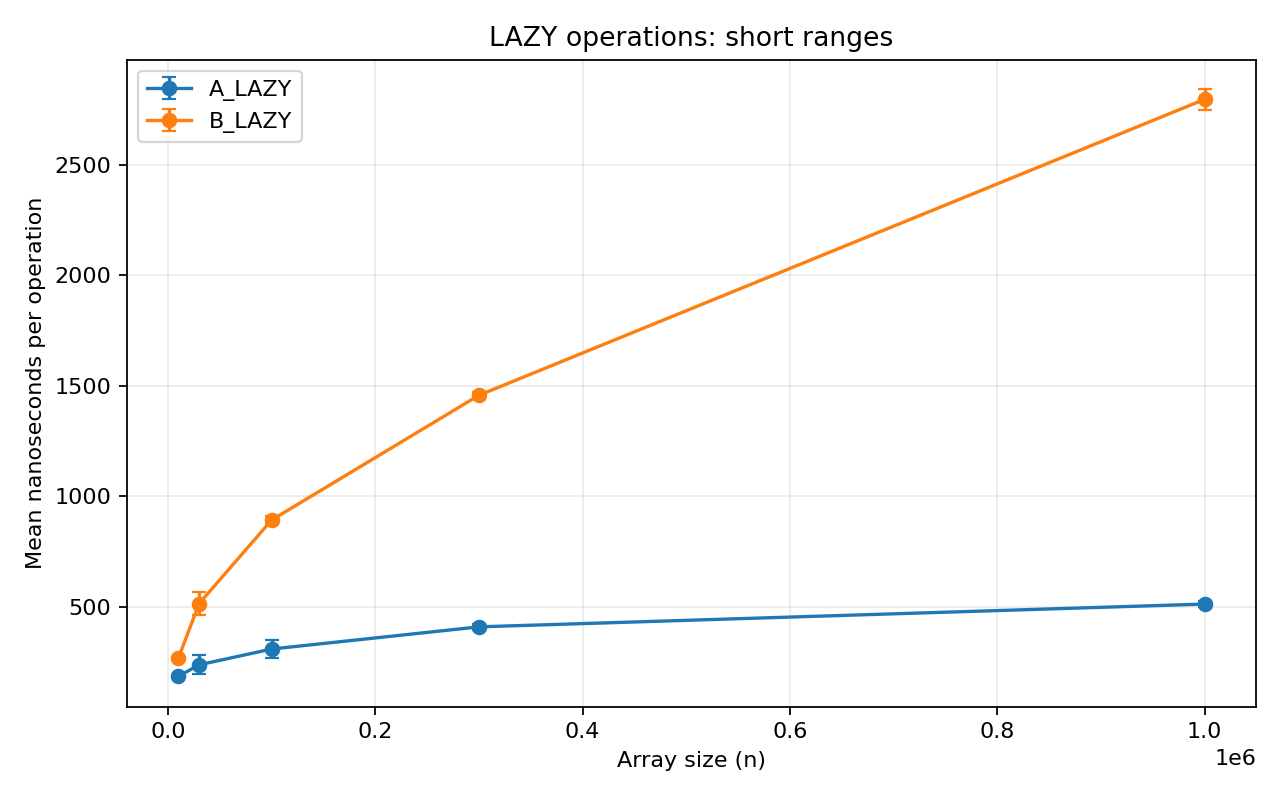 LAZY operations: short ranges
A_LAZY
B_LAZY
2500
2000
1500
1000
500
Mean nanoseconds per operation
0.0 0.2 0.4 0.6 0.8 1.0
1e6
Array size (n)